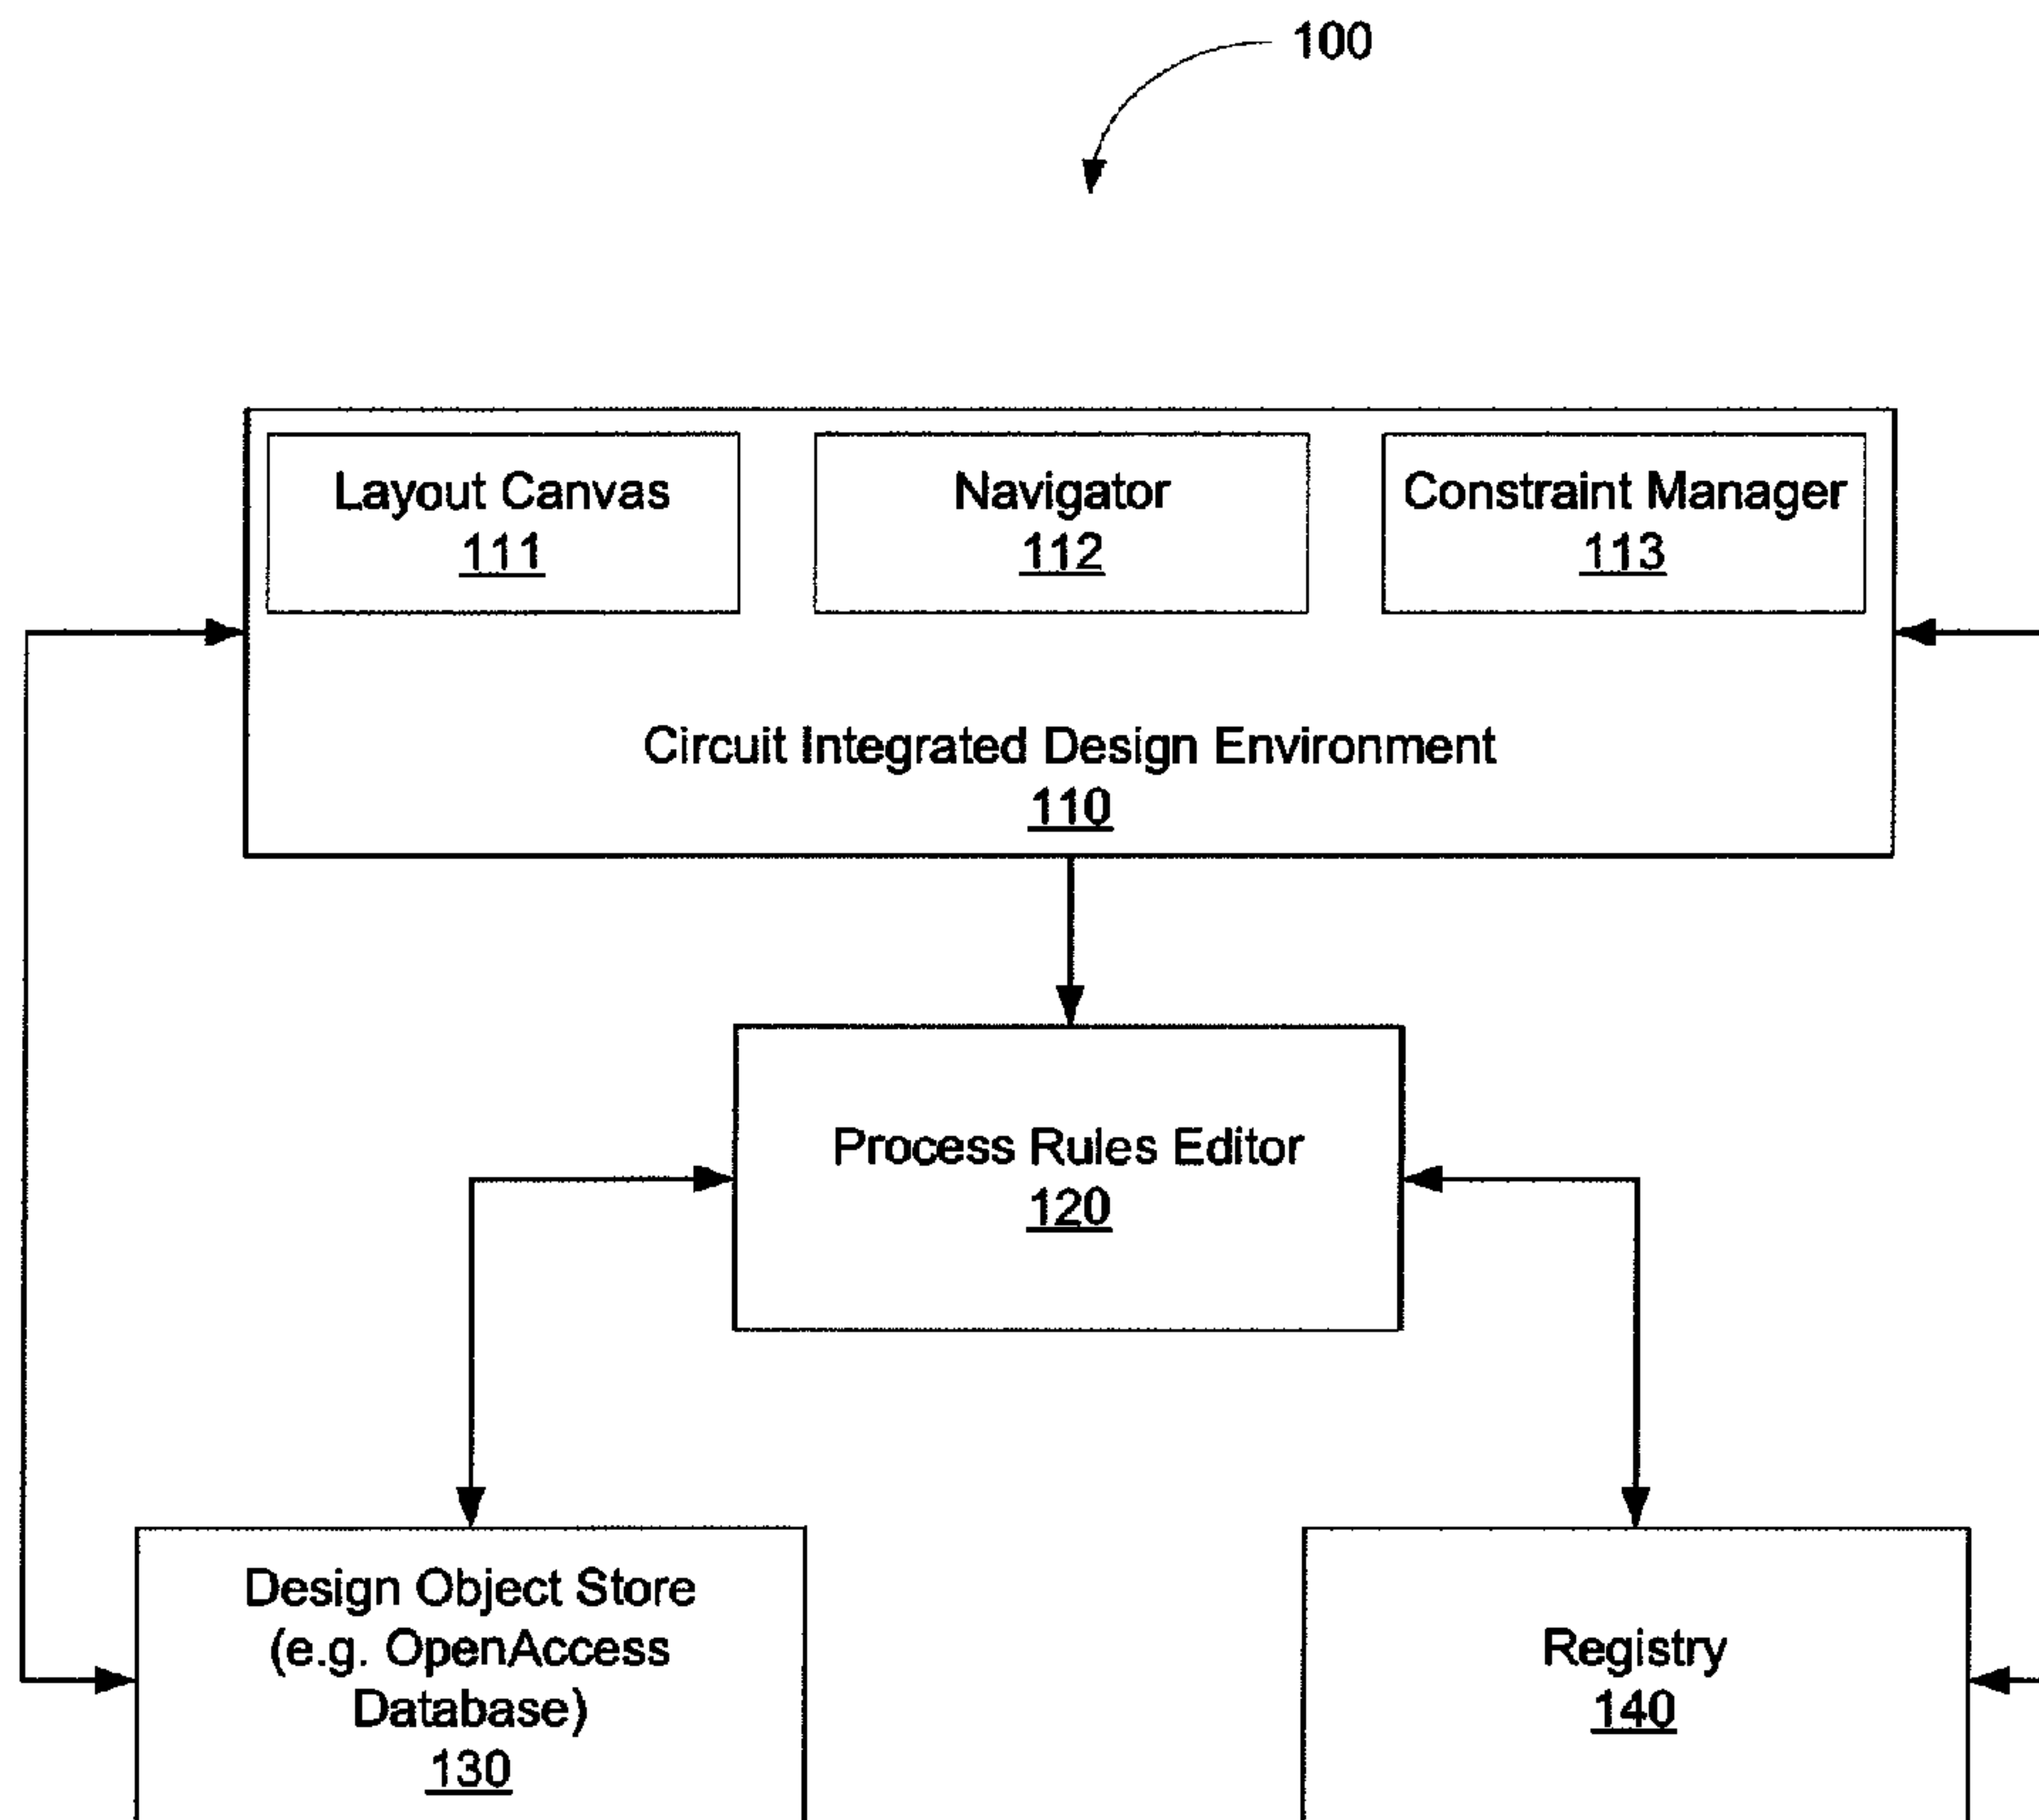 100
Layout Canvas
111
Navigator
112
Constraint Manager
113
Circuit Integrated Design Environment
110
Process Rules Editor
120
Design Object Store
(e.g. OpenAccess
Database)
130
Registry
140